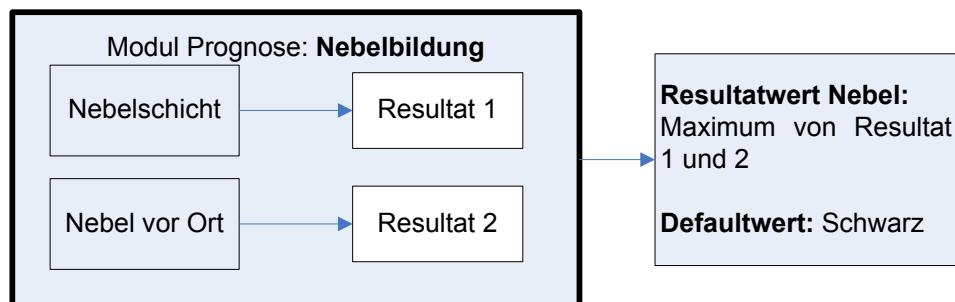 Modul Prognose: Nebelbildung
Nebelschicht
Resultat 1
Nebel vor Ort
Resultat 2
Resultatwert Nebel:
Maximum von Resultat
1 und 2
Defaultwert: Schwarz